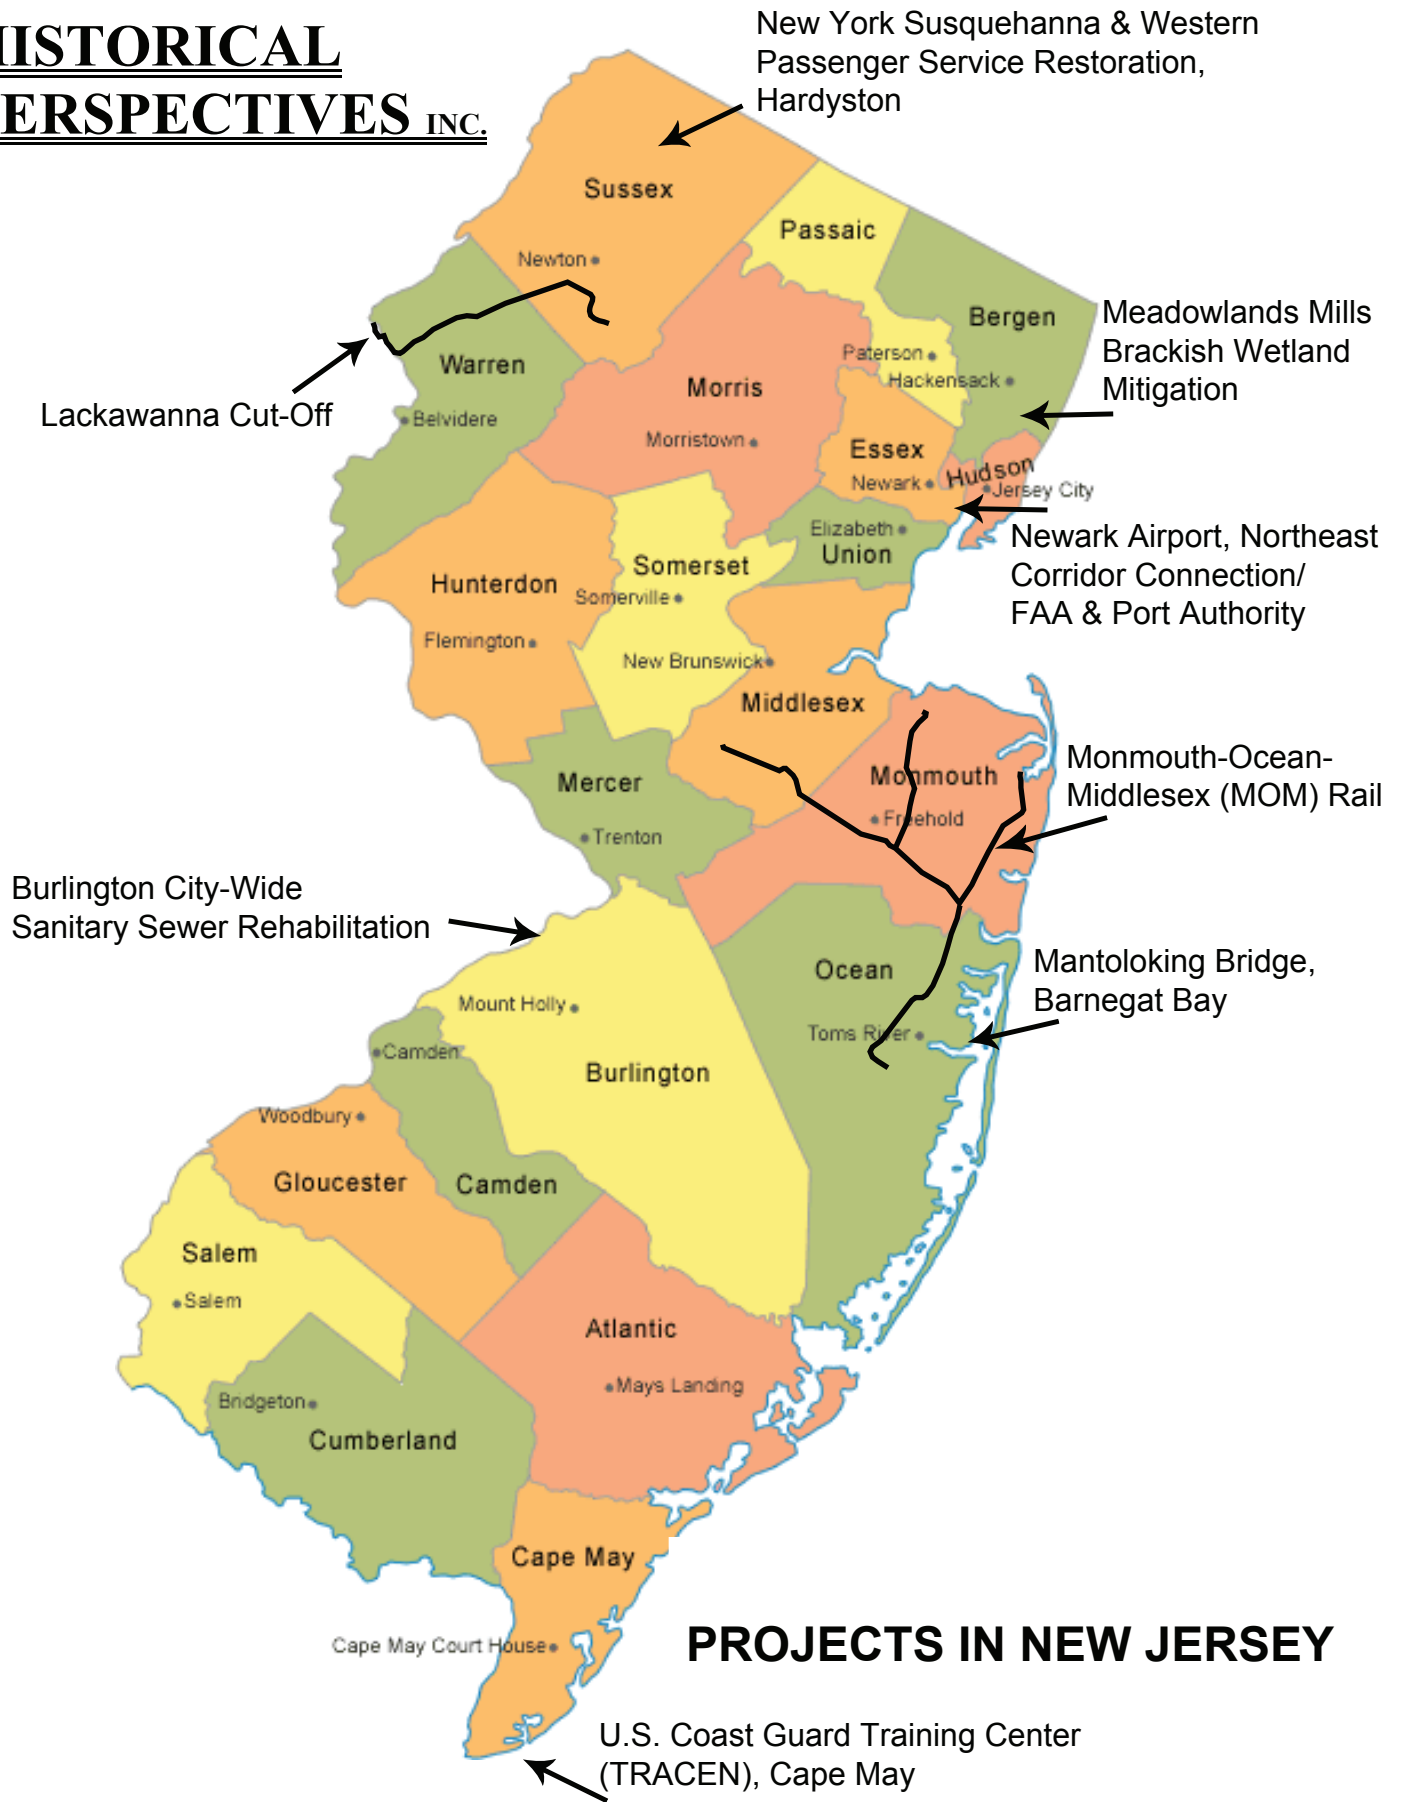 HISTORICAL
ERSPECTIVES INC.
New York Susquehanna & Western
Passenger Service Restoration,
Hardyston
Sussex
Passaic
Newton
Bergen
Meadowlands Mills
Brackish Wetland
Mitigation
Paterson
Hackensack
Warren
Morris
Lackawanna Cut-Off
Belvidere
Morristown
Essex
Newark
Hudson
Jersey City
Elizabeth
Union
Newark Airport, Northeast
Corridor Connection/
FAA & Port Authority
Somerset
Hunterdon
Somerville
Flemington
New Brunswick
Middlesex
Mercer
Monmouth
Monmouth-Ocean-
Middlesex (MOM) Rail
Freehold
Trenton
Burlington City-Wide
Sanitary Sewer Rehabilitation
Ocean
Mantoloking Bridge,
Barnegat Bay
Mount Holly
Toms River
Camden
Burlington
Woodbury
Gloucester
Camden
Salem
Salem
Atlantic
Mays Landing
Bridgeton
Cumberland
Cape May
Cape May Court House
PROJECTS IN NEW JERSEY
U.S. Coast Guard Training Center
(TRACEN), Cape May